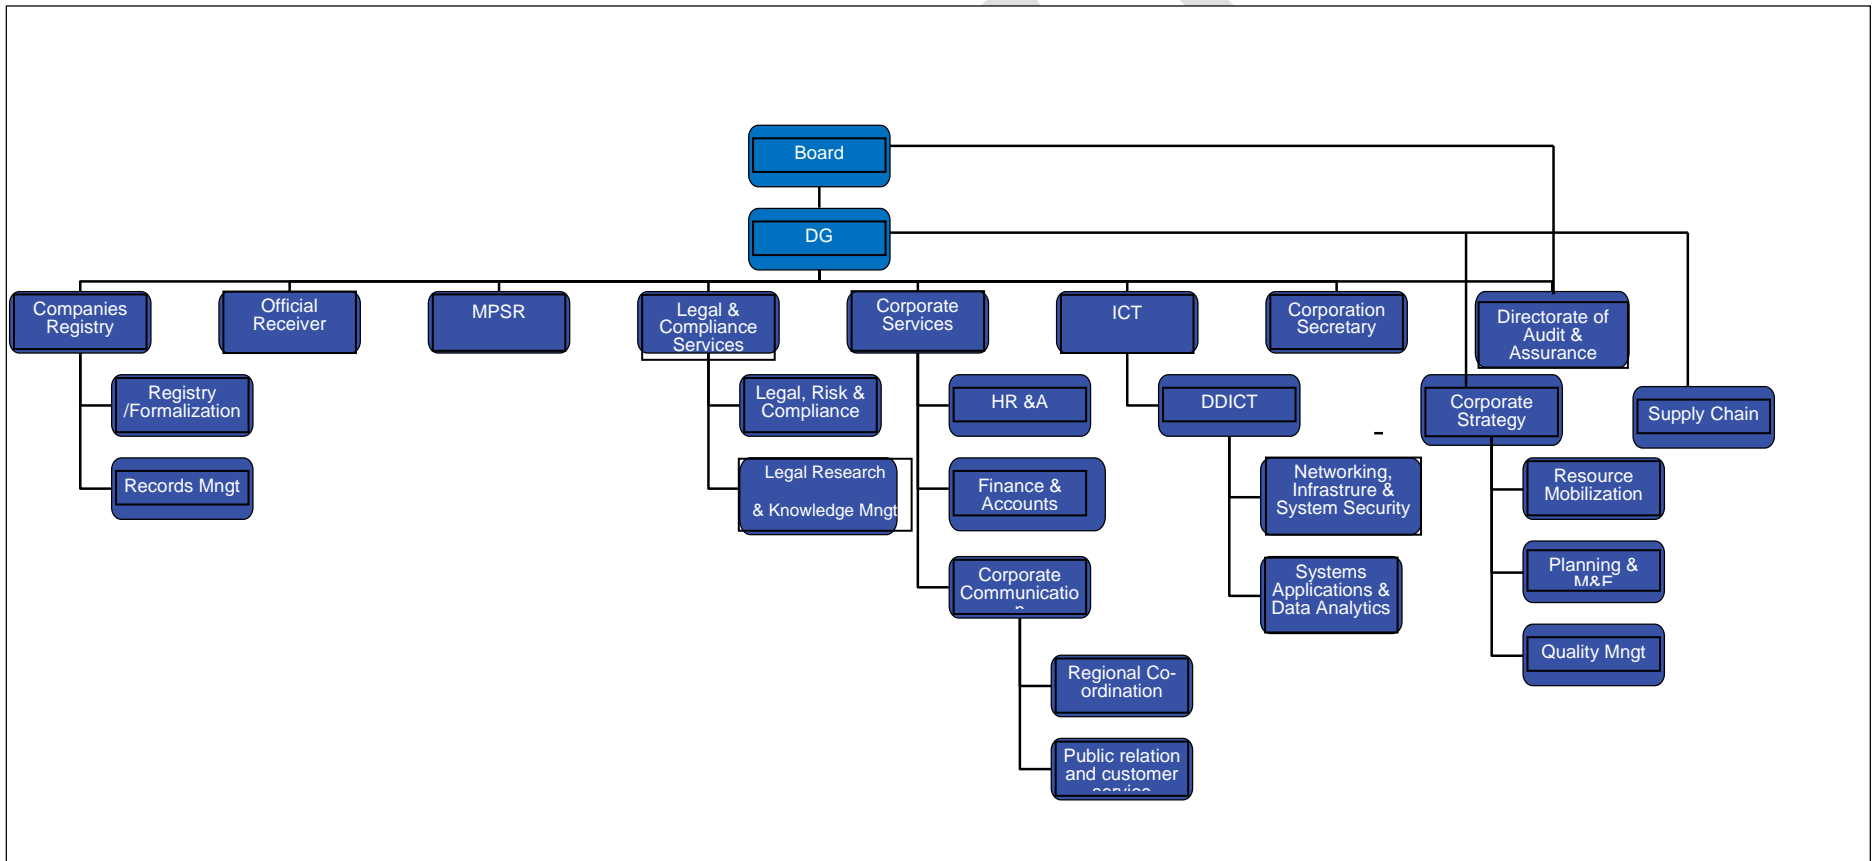 Board
DG
Companies
Registry
Official
Receiver
MPSR
Legal &
Compliance
Services
Corporate
Services
ICT
Corporation
Secretary
Directorate of
Audit &
Assurance
Registry
/Formalization
Records Mngt
Legal, Risk &
Compliance
Legal Research
& Knowledge Mngt
HR &A
Finance &
Accounts
Corporate
Communicatio
n
Regional Co-
ordination
Public relation
and customer
service
DDICT
Networking,
Infrastrure &
System Security
Systems
Applications &
Data Analytics
-
Corporate
Strategy
Resource
Mobilization
Planning &
M&E
Quality Mngt
Supply Chain